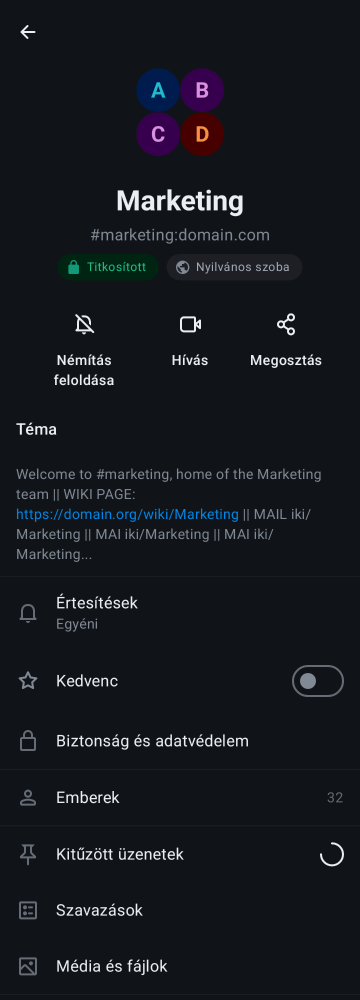 A B
C D
Marketing
#marketing:domain.com
Titkosított Nyilvános szoba
Némítás
feloldása
Hívás
Megosztás
Téma
Welcome to #marketing, home of the Marketing
team || WIKI PAGE:
https://domain.org/wiki/Marketing || MAIL iki/
Marketing || MAI iki/Marketing || MAI iki/
Marketing...
Értesítések
Egyéni
Kedvenc
Biztonság és adatvédelem
Emberek 32
Kitűzött üzenetek
Szavazások
Média és fájlok